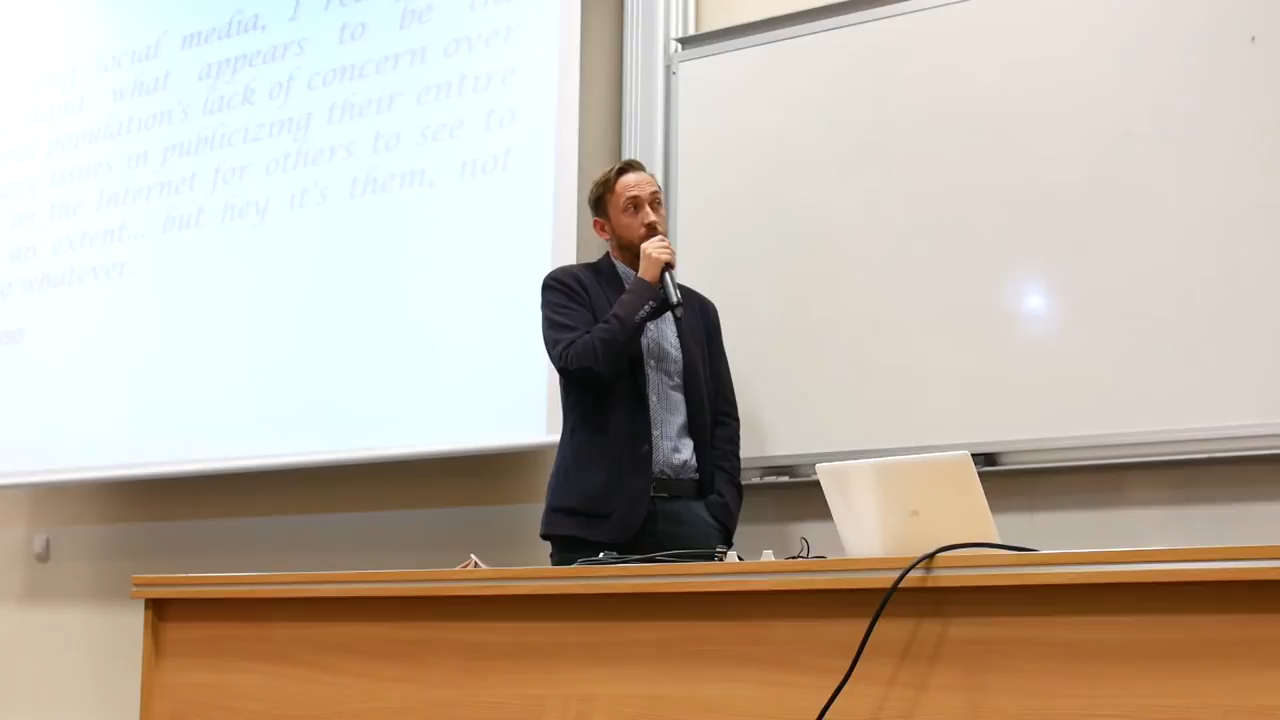 social media, I
and what appears to be the
population's lack of concern over
issues in publicizing their entire
on the Internet for others to see to
an extent... but hey it's them, not
whatever.